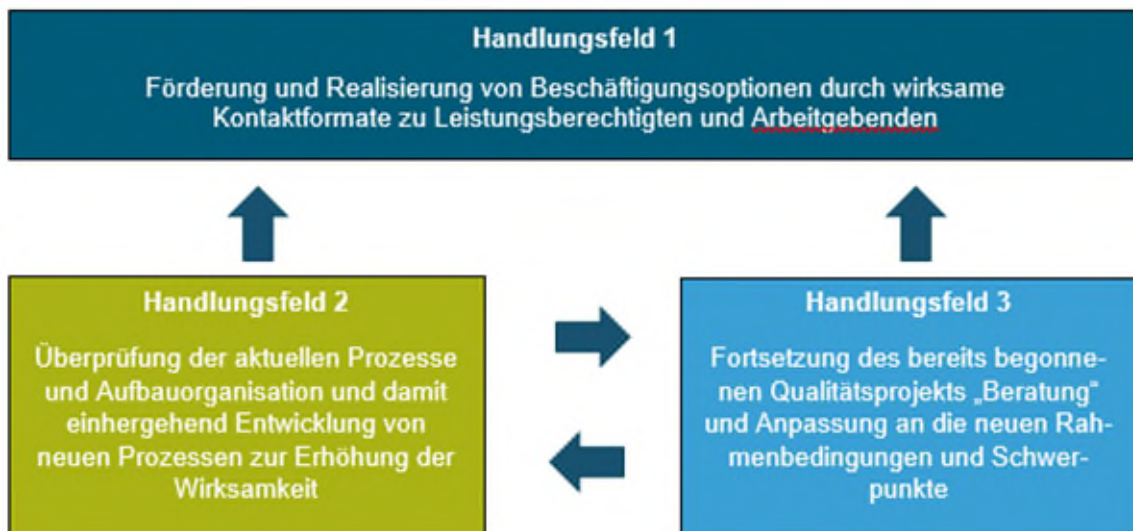 Handlungsfeld 1
Förderung und Realisierung von Beschäftigungsoptionen durch wirksame
Kontaktformate zu Leistungsberechtigten und Arbeitgebenden
Handlungsfeld 2
Überprüfung der aktuellen Prozesse
und Aufbauorganisation und damit
einhergehend Entwicklung von
neuen Prozessen zur Erhöhung der
Wirksamkeit
Handlungsfeld 3
Fortsetzung des bereits begonne-
nen Qualitätsprojekts „Beratung“
und Anpassung an die neuen Rah-
menbedingungen und Schwer-
punkte